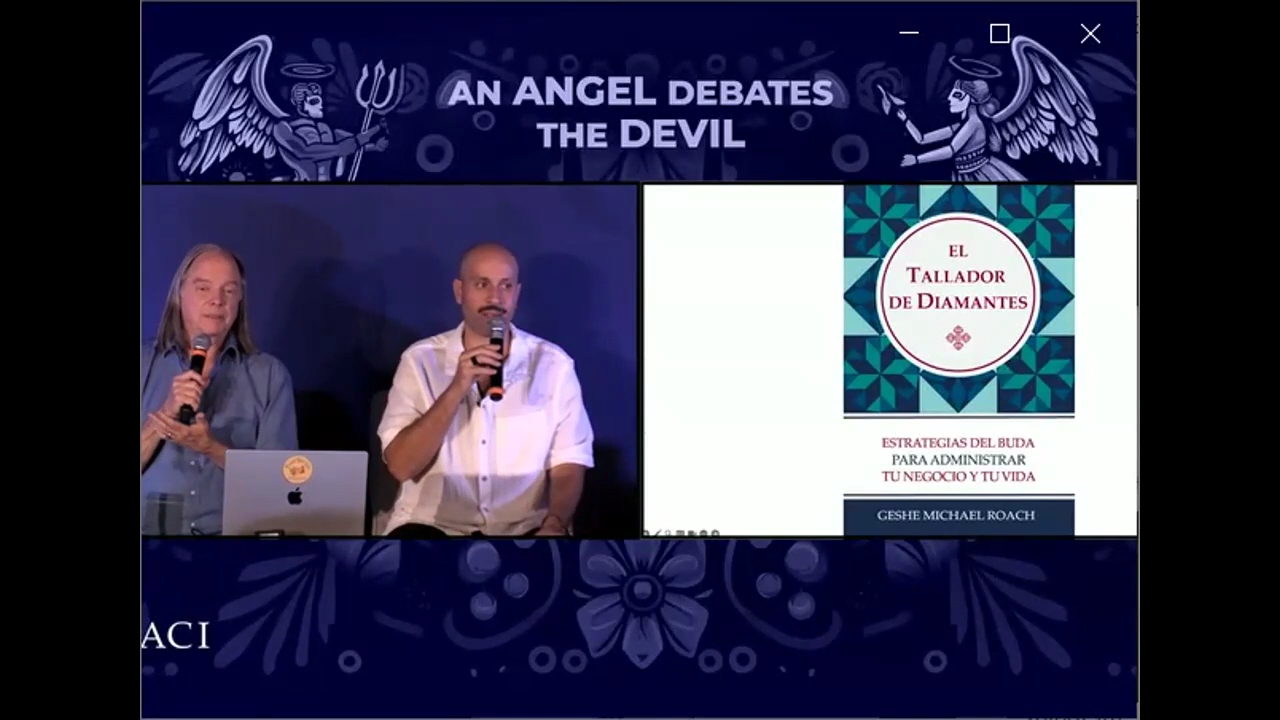 AN ANGEL DEBATES
THE DEVIL
EL
TALLADOR
DE DIAMANTES
ESTRATEGIAS DEL BUDA
PARA ADMINISTRAR
TU NEGOCIO Y TU VIDA
GESHE MICHAEL ROACH
ACI